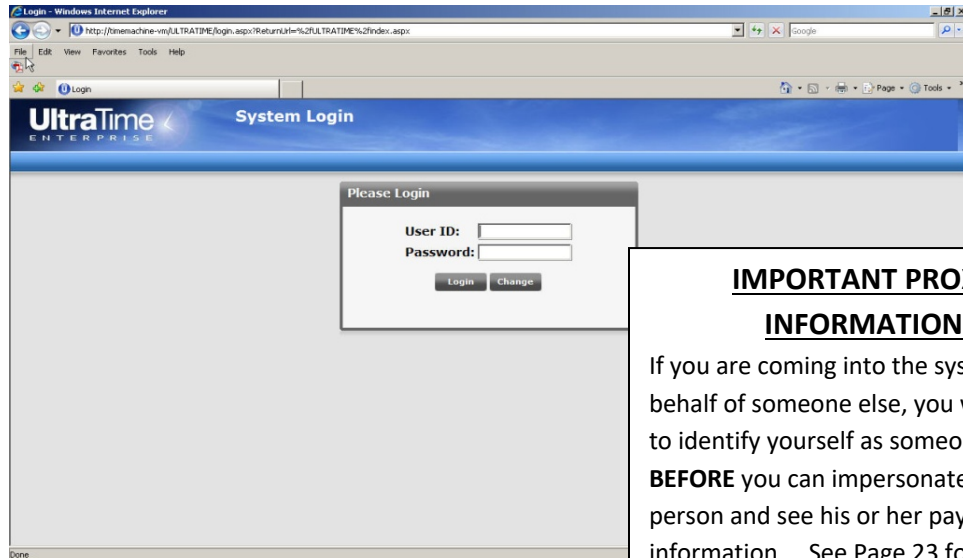 Login - Windows Internet Explorer
http://timemachine-vm/ULTRATIME/login.aspx?ReturnUrl=%2fULTRATIME%2findex.aspx
Google
File Edit View Favorites Tools Help
Login
Page Tools
UltraTime
ENTERPRISE
System Login
Please Login
User ID:
Password:
Login Change
IMPORTANT PRO
INFORMATION
If you are coming into the sys
behalf of someone else, you
to identify yourself as someo
BEFORE you can impersonate
person and see his or her pay
information. See Page 23 fo
Done